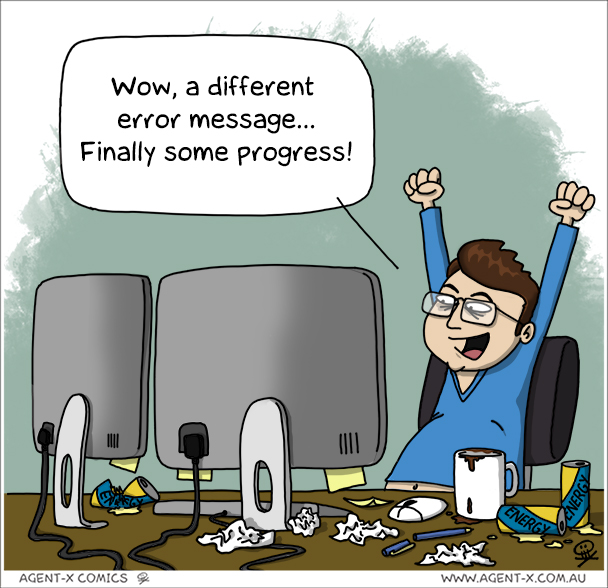 Wow, a different
error message...
Finally some progress!
ENERGY
ENERGY
ENERGY
AGENT-X COMICS
WWW.AGENT-X.COM.AU